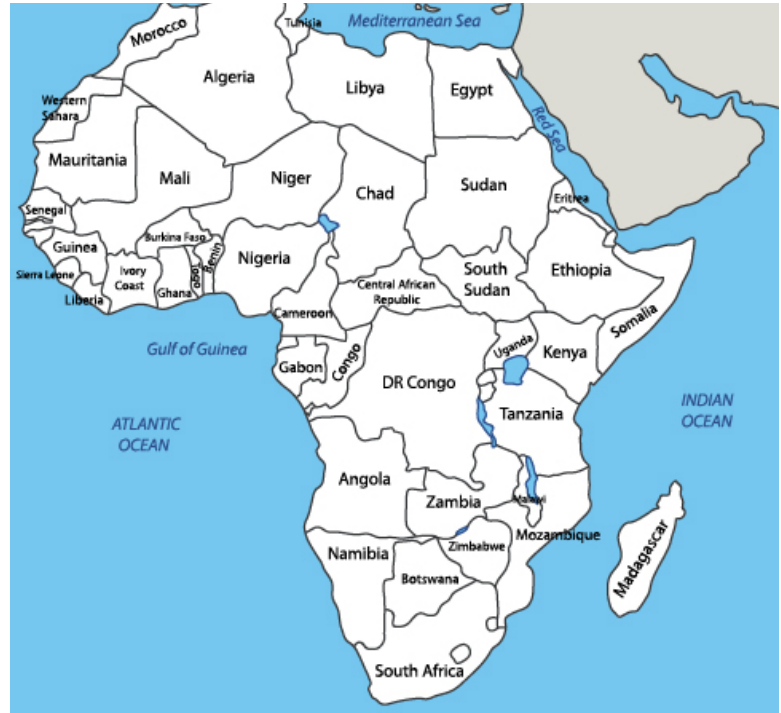 Mediterranean Sea
Tunisia
Morocco
Algeria
Libya
Egypt
Western
Sahara
Red Sea
Mauritania
Mali
Niger
Chad
Sudan
Eritrea
Senegal
Burkina Faso
Guinea
Benin
Nigeria
Togo
Ivory
Coast
Ghana
Sierra Leone
Liberia
South
Sudan
Ethiopia
Central African
Republic
Cameroon
Somalia
Gulf of Guinea
Gabon
Congo
Uganda
Kenya
DR Congo
ATLANTIC
OCEAN
Tanzania
INDIAN
OCEAN
Angola
Zambia
Malawi
Mozambique
Zimbabwe
Namibia
Botswana
Madagascar
South Africa